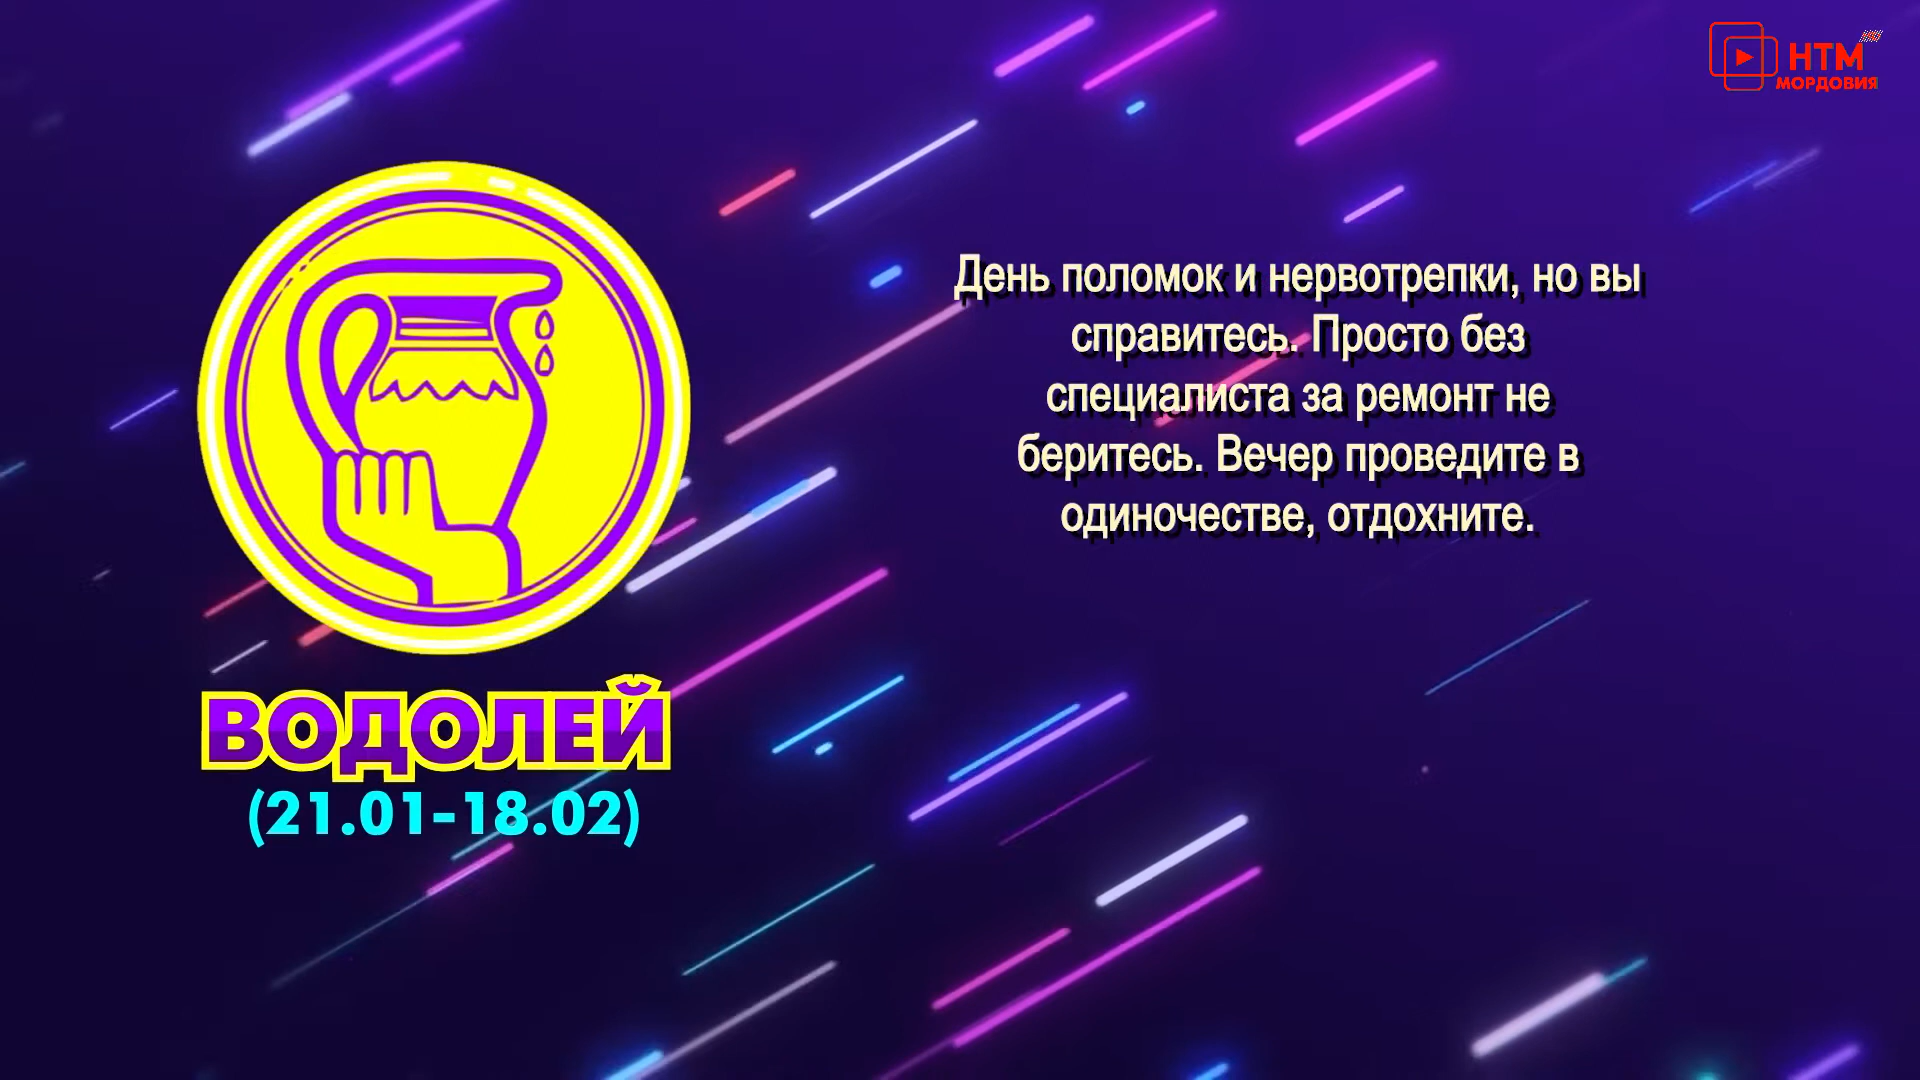 НТМ
МОРДОВИЯ
День поломок и нервотрепки, но вы
справитесь. Просто без
специалиста за ремонт не
беритесь. Вечер проведите в
одиночестве, отдохните.
ВОДОЛЕЙ
(21.01-18.02)